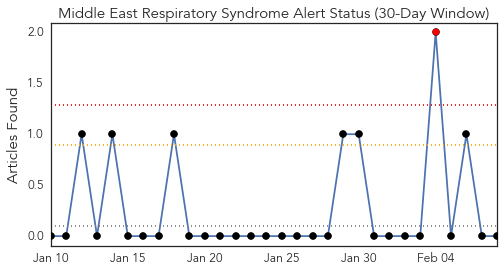 Middle East Respiratory Syndrome Alert Status (30-Day Window)
Articles Found
2.0
1.5
1.0
0.5
0.0
Jan 10 Jan 15 Jan 20 Jan 25 Jan 30 Feb 04